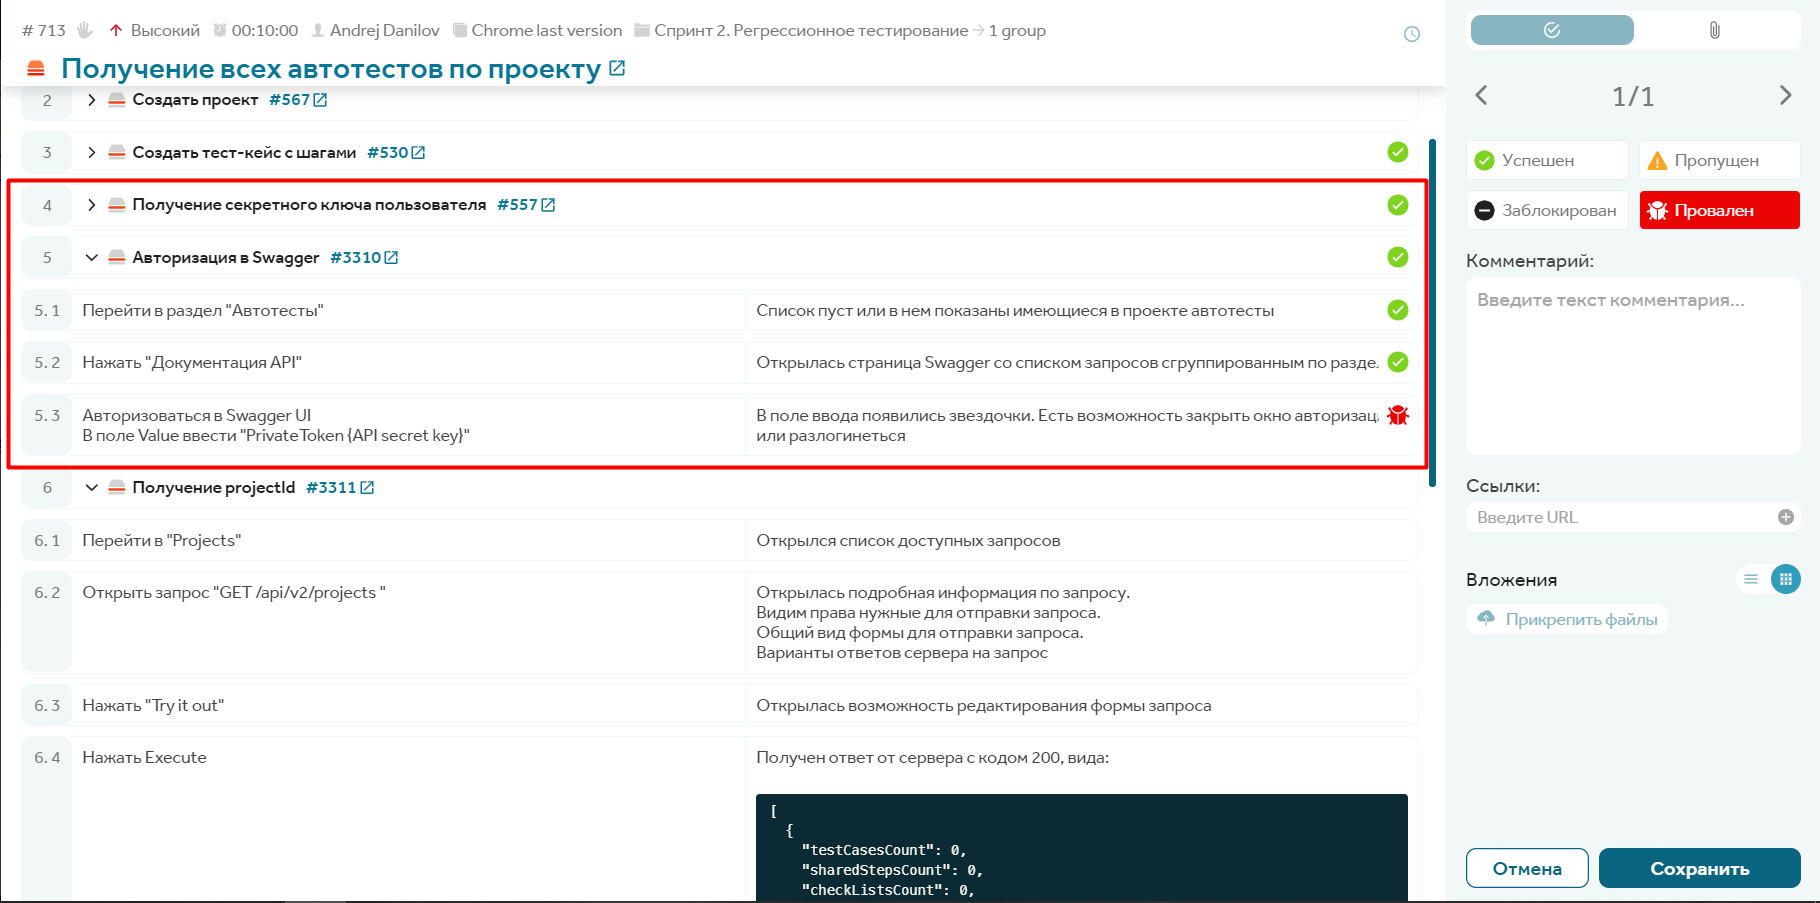 # 713 Высокий 00:10:00 Andrej Danilov Chrome last version Спринт 2. Регрессионное тестирование 1 group
Получение всех автотестов по проекту
2 Создать проект #567
3 Создать тест-кейс с шагами #530
4 Получение секретного ключа пользователя #557
5 Авторизация в Swagger #3310
5. 1 Перейти в раздел "Автотесты" Список пуст или в нем показаны имеющиеся в проекте автотесты
5. 2 Нажать "Документация API" Открылась страница Swagger со списком запросов сгруппированным по разде
5. 3 Авторизоваться в Swagger UI
В поле Value ввести "PrivateToken {API secret key}"
В поле ввода появились звездочки. Есть возможность закрыть окно авторизац
или разлогинеться
6 Получение projectId #3311
6. 1 Перейти в "Projects" Открылся список доступных запросов
6. 2 Открыть запрос "GET /api/v2/projects "
Открылась подробная информация по запросу.
Видим права нужные для отправки запроса.
Общий вид формы для отправки запроса.
Варианты ответов сервера на запрос
6. 3 Нажать "Try it out" Открылась возможность редактирования формы запроса
6. 4 Нажать Execute Получен ответ от сервера с кодом 200, вида:
[
{
"testCasesCount": 0,
"sharedStepsCount": 0,
"checkListsCount": 0,
1/1
Успешен Пропущен
Заблокирован Провален
Комментарий:
Введите текст комментария...
Ссылки:
Введите URL
Вложения
Прикрепить файлы
Отмена Сохранить